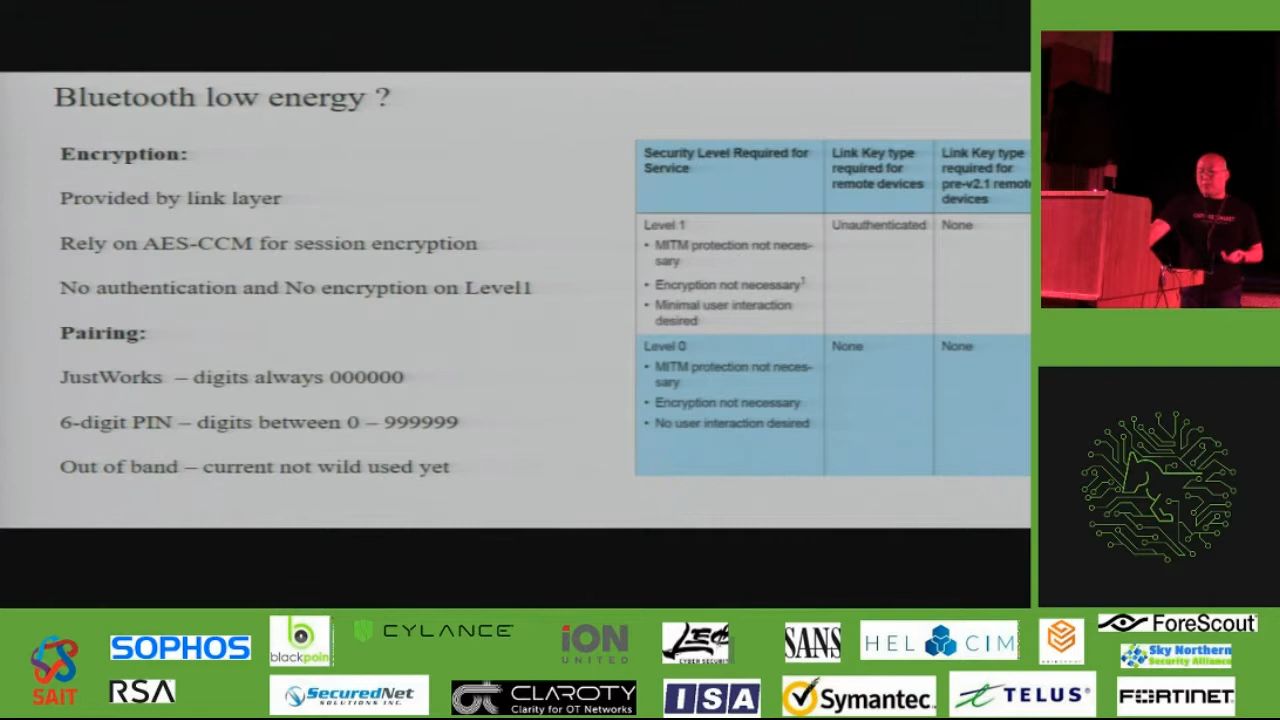 Bluetooth low energy ?
Encryption:
Provided by link layer
Rely on AES-CCM for session encryption
No authentication and No encryption on Level1
Pairing:
JustWorks – digits always 000000
6-digit PIN – digits between 0 – 999999
Out of band – current not wild used yet
Security Level Required for
Service
Link Key type
required for
remote devices
Link Key type
required for
pre-v2.1 remot
devices
Level 1
• MITM protection not neces-
sary
• Encryption not necessary¹
• Minimal user interaction
desired
Unauthenticated
None
Level 0
• MITM protection not neces-
sary
• Encryption not necessary
• No user interaction desired
None
None
SAIT
SOPHOS
RSA
blackpoin
CYLANCE
SecuredNet
SOLUTIONS INC.
CLAROTY
Clarity for OT Networks
iON
UNITED
LEO
CYBER SECURIT
ISA
SANS
HEL CIM
Symantec.
TELUS®
ForeScout
Sky Northern
Security Alliance
FORTINET